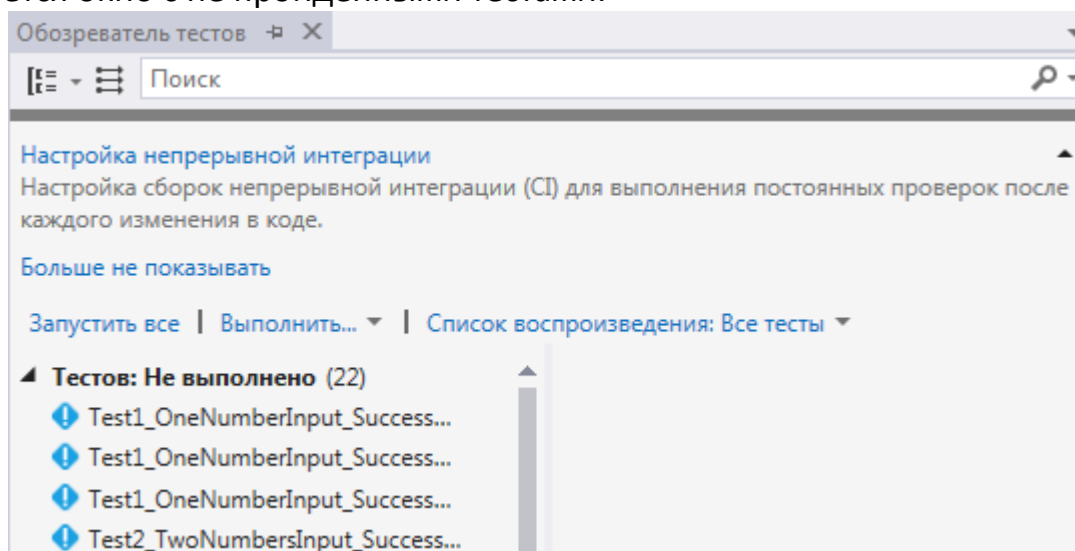 Обозреватель тестов
Поиск
Настройка непрерывной интеграции
Настройка сборок непрерывной интеграции (CI) для выполнения постоянных проверок после
каждого изменения в коде.
Больше не показывать
Запустить все | Выполнить... | Список воспроизведения: Все тесты
Тестов: Не выполнено (22)
Test1_OneNumberInput_Success...
Test1_OneNumberInput_Success...
Test1_OneNumberInput_Success...
Test2_TwoNumbersInput_Success...